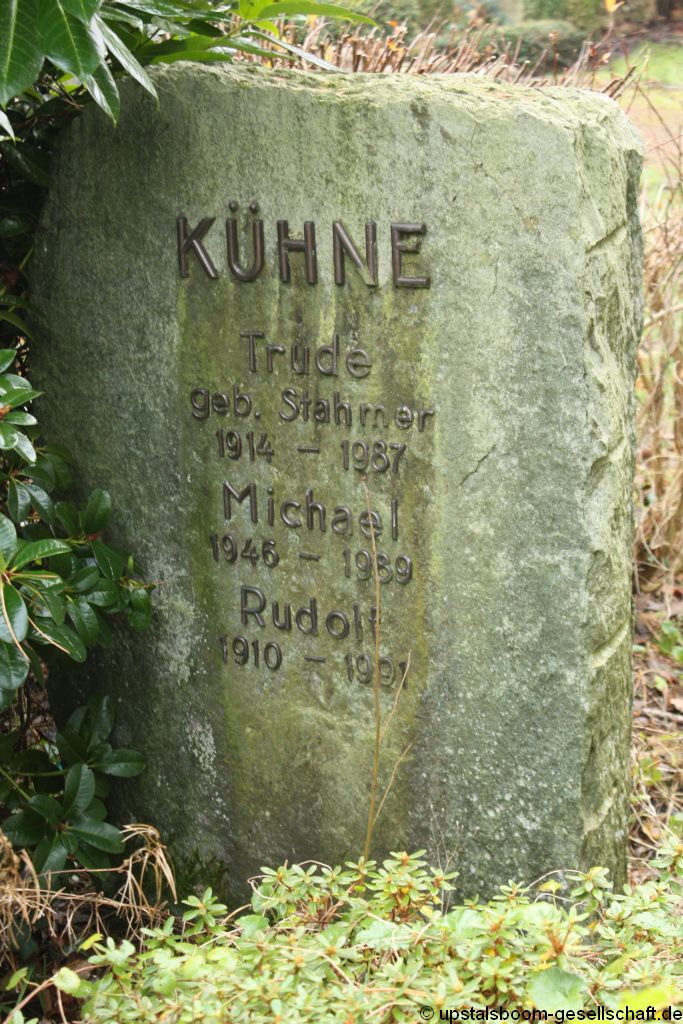 KÜHNE
Trude
geb. Stahmer
1914 – 1987
Michael
1946 – 1989
Rudolf
1910 – 1991
© upstalsboom-gesellschaft.de